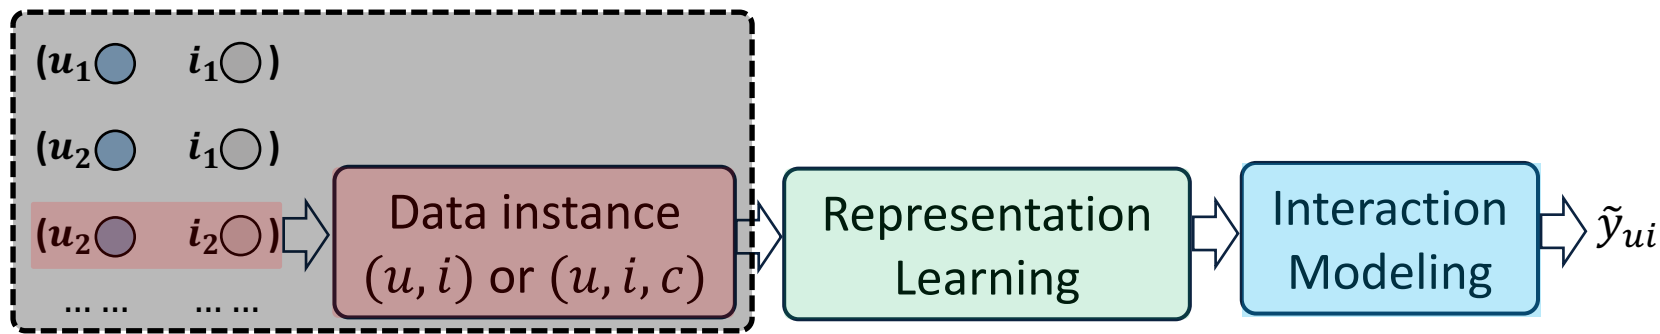 (u₁ i₁ )
(u₂ i₁ )
(u₂ i₂ )
... ... ... ...
Data instance
(u, i) or (u, i, c)
Representation
Learning
Interaction
Modeling
ỹᵤᵢ